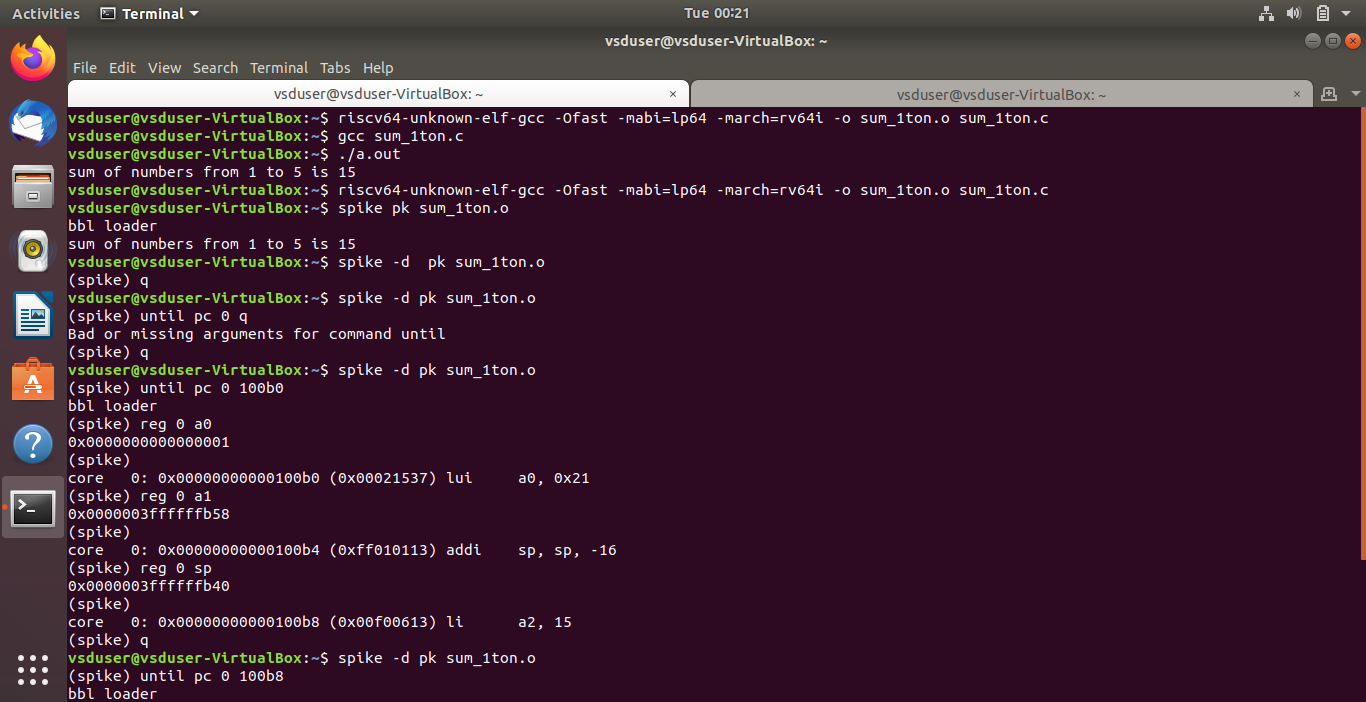 Activities Terminal Tue 00:21
vsduser@vsduser-VirtualBox: ~
File Edit View Search Terminal Tabs Help
vsduser@vsduser-VirtualBox: ~ × vsduser@vsduser-VirtualBox: ~ ×
vsduser@vsduser-VirtualBox:~$ riscv64-unknown-elf-gcc -Ofast -mabi=lp64 -march=rv64i -o sum_1ton.o sum_1ton.c
vsduser@vsduser-VirtualBox:~$ gcc sum_1ton.c
vsduser@vsduser-VirtualBox:~$ ./a.out
sum of numbers from 1 to 5 is 15
vsduser@vsduser-VirtualBox:~$ riscv64-unknown-elf-gcc -Ofast -mabi=lp64 -march=rv64i -o sum_1ton.o sum_1ton.c
vsduser@vsduser-VirtualBox:~$ spike pk sum_1ton.o
bbl loader
sum of numbers from 1 to 5 is 15
vsduser@vsduser-VirtualBox:~$ spike -d  pk sum_1ton.o
(spike) q
vsduser@vsduser-VirtualBox:~$ spike -d pk sum_1ton.o
(spike) until pc 0 q
Bad or missing arguments for command until
(spike) q
vsduser@vsduser-VirtualBox:~$ spike -d pk sum_1ton.o
(spike) until pc 0 100b0
bbl loader
(spike) reg 0 a0
0x0000000000000001
(spike)
core   0: 0x00000000000100b0 (0x00021537) lui     a0, 0x21
(spike) reg 0 a1
0x0000003ffffffb58
(spike)
core   0: 0x00000000000100b4 (0xff010113) addi    sp, sp, -16
(spike) reg 0 sp
0x0000003ffffffb40
(spike)
core   0: 0x00000000000100b8 (0x00f00613) li      a2, 15
(spike) q
vsduser@vsduser-VirtualBox:~$ spike -d pk sum_1ton.o
(spike) until pc 0 100b8
bbl loader